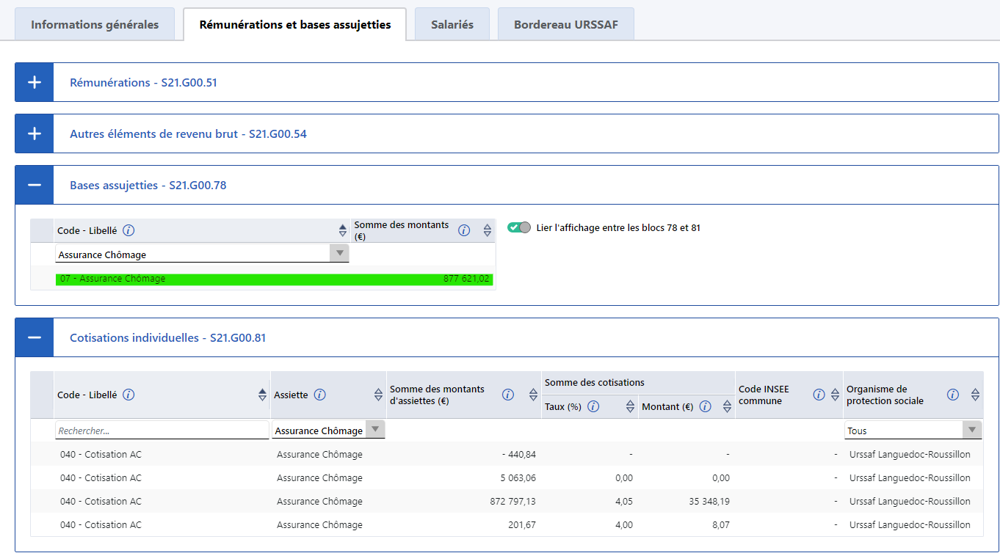 Informations générales
Rémunérations et bases assujetties
Salariés
Bordereau URSSAF
Rémunérations - S21.G00.51
Autres éléments de revenu brut - S21.G00.54
Bases assujetties - S21.G00.78
Code - Libellé
Somme des montants
(€)
Lier l'affichage entre les blocs 78 et 81
Assurance Chômage
07 - Assurance Chômage 877 621,02
Cotisations individuelles - S21.G00.81
Code - Libellé
Assiette
Somme des montants
d'assiettes (€)
Somme des cotisations
Taux (%)
Montant (€)
Code INSEE
commune
Organisme de
protection sociale
Rechercher...
Assurance Chômage
Tous
040 - Cotisation AC Assurance Chômage - 440,84 - - - Urssaf Languedoc-Roussillon
040 - Cotisation AC Assurance Chômage 5 063,06 0,00 0,00 - Urssaf Languedoc-Roussillon
040 - Cotisation AC Assurance Chômage 872 797,13 4,05 35 348,19 - Urssaf Languedoc-Roussillon
040 - Cotisation AC Assurance Chômage 201,67 4,00 8,07 - Urssaf Languedoc-Roussillon